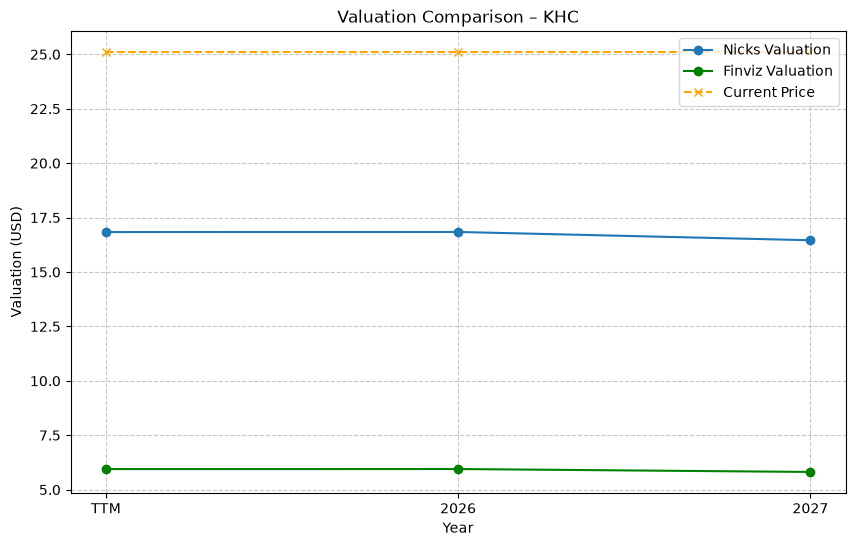 Valuation Comparison – KHC
Nicks Valuation
Finviz Valuation
Current Price
25.0
22.5
20.0
17.5
15.0
12.5
10.0
7.5
5.0
Valuation (USD)
TTM
2026
2027
Year